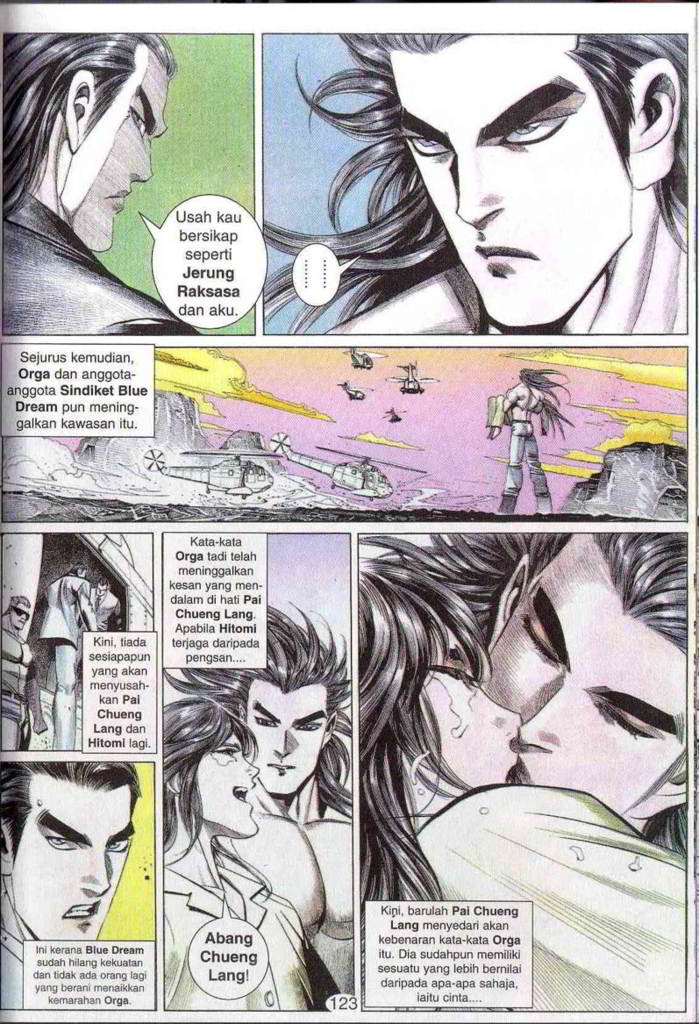 Usah kau
bersikap
seperti
Jerung
Raksasa
dan aku.
Sejurus kemudian,
Orga dan anggota-
anggota Sindiket Blue
Dream pun mening-
galkan kawasan itu.
Kini, tiada
sesiapapun
yang akan
menyusah-
kan Pai
Chueng
Lang dan
Hitomi lagi.
Kata-kata
Orga tadi telah
meninggalkan
kesan yang men-
dalam di hati Pai
Chueng Lang.
Apabila Hitomi
terjaga daripada
pengsan....
Ini kerana Blue Dream
sudah hilang kekuatan
dan tidak ada orang lagi
yang berani menaikkan
kemarahan Orga.
Abang
Chueng
Lang!
Kini, barulah Pai Chueng
Lang menyedari akan
kebenaran kata-kata Orga
itu. Dia sudahpun memiliki
sesuatu yang lebih bernilai
daripada apa-apa sahaja,
iaitu cinta....
123